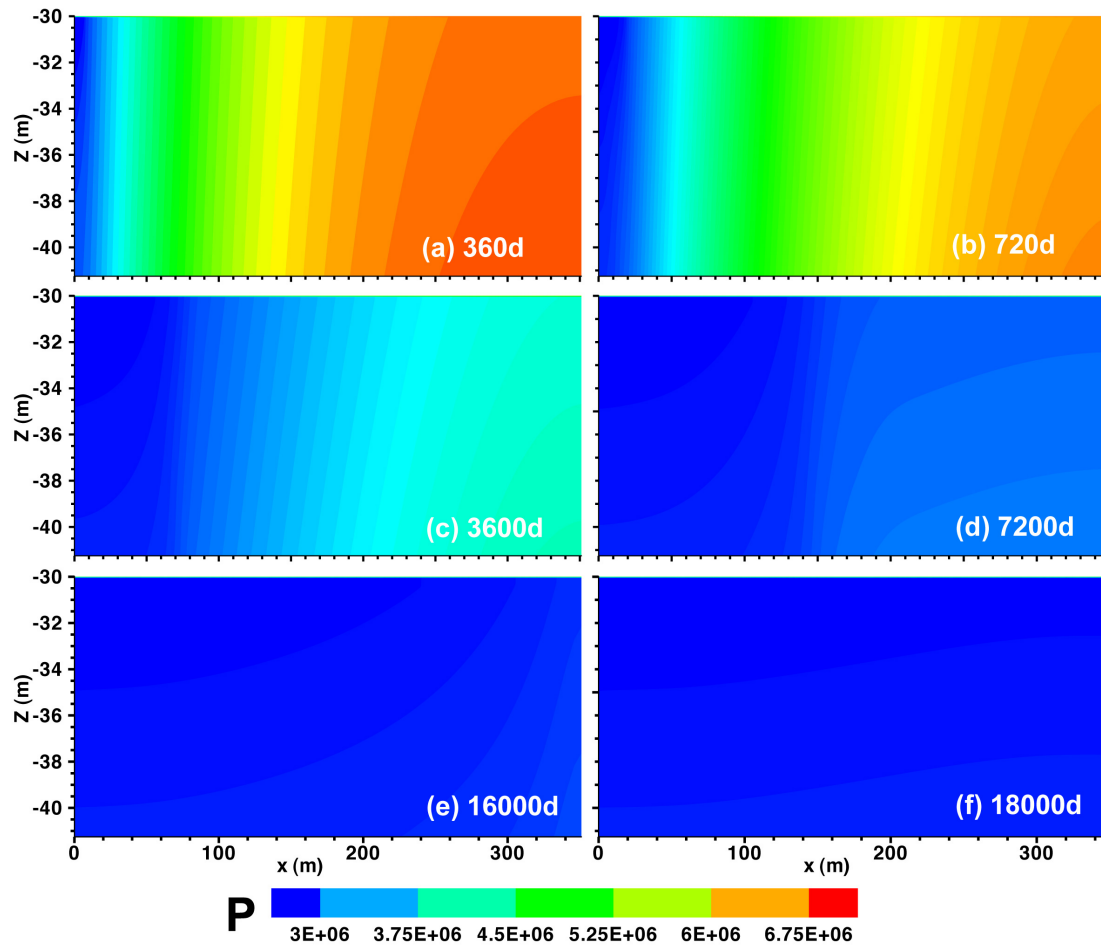 -30
-32
-34
-36
-38
-40
Z (m)
(a) 360d
(b) 720d
-30
-32
-34
-36
-38
-40
Z (m)
(c) 3600d
(d) 7200d
-30
-32
-34
-36
-38
-40
Z (m)
(e) 16000d
(f) 18000d
0 100 200 300 0 100 200 300
x (m) x (m)
P
3E+06 3.75E+06 4.5E+06 5.25E+06 6E+06 6.75E+06